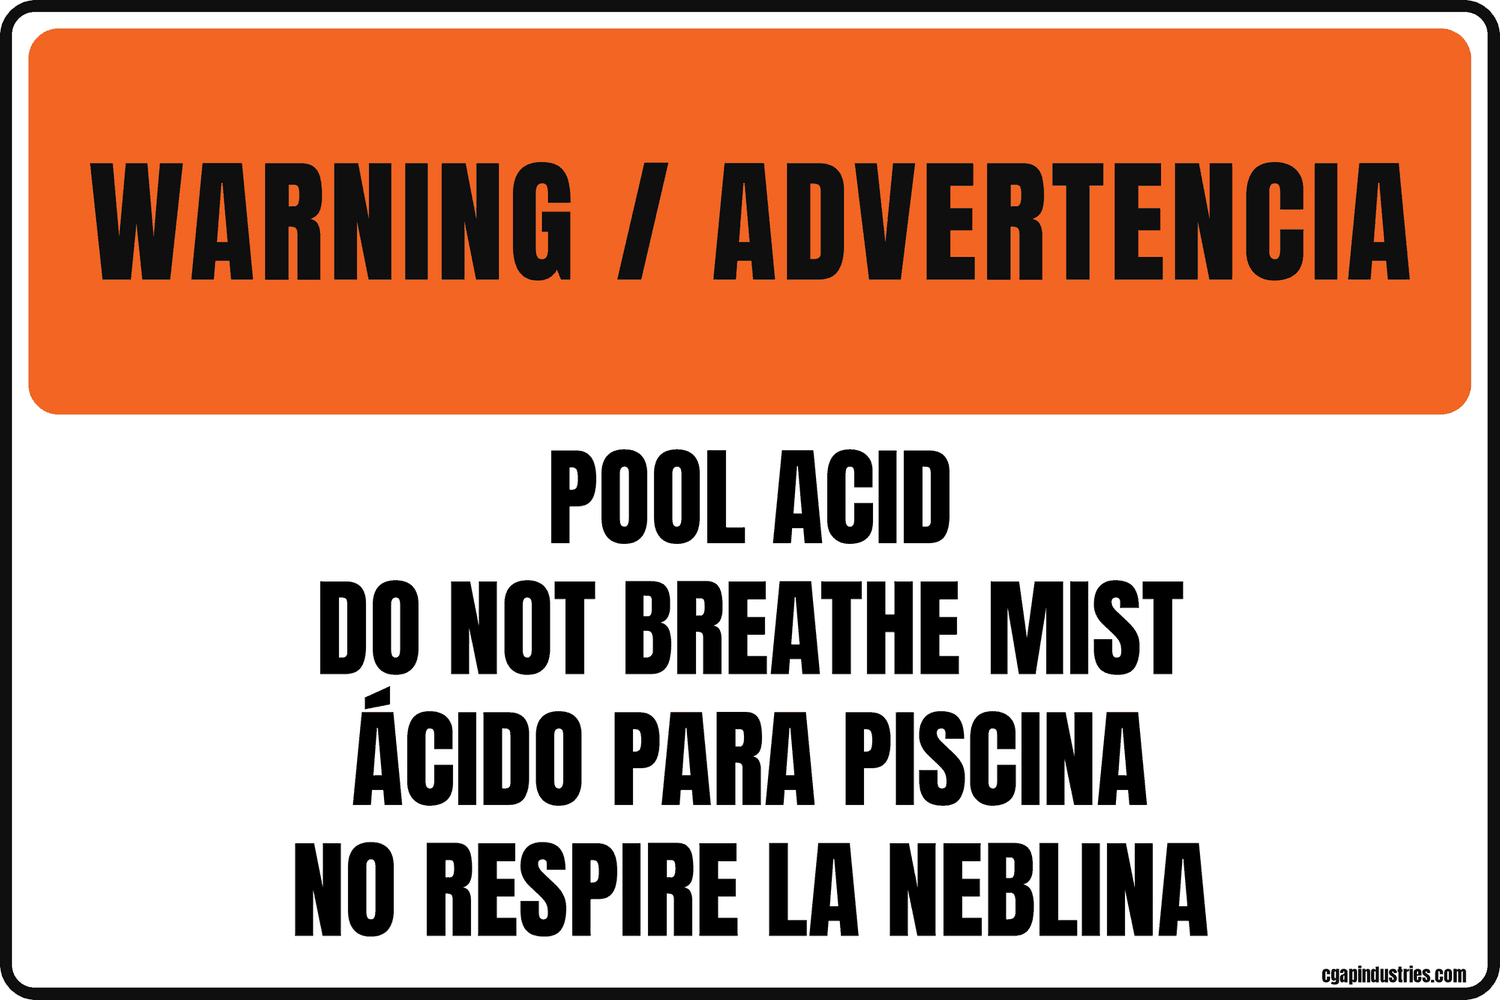 WARNING / ADVERTENCIA
POOL ACID
DO NOT BREATHE MIST
ÁCIDO PARA PISCINA
NO RESPIRE LA NEBLINA
cgapindustries.com